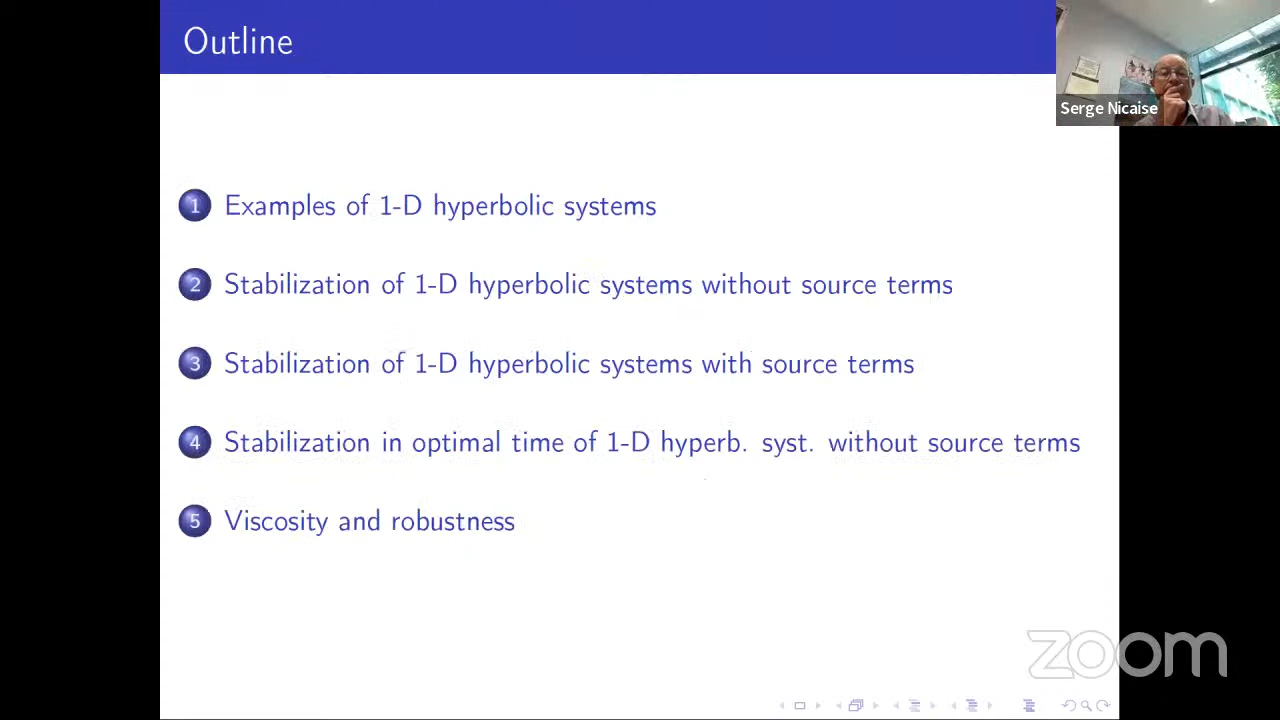 Outline
Serge Nicaise
1 Examples of 1-D hyperbolic systems
2 Stabilization of 1-D hyperbolic systems without source terms
3 Stabilization of 1-D hyperbolic systems with source terms
4 Stabilization in optimal time of 1-D hyperb. syst. without source terms
5 Viscosity and robustness
zoom